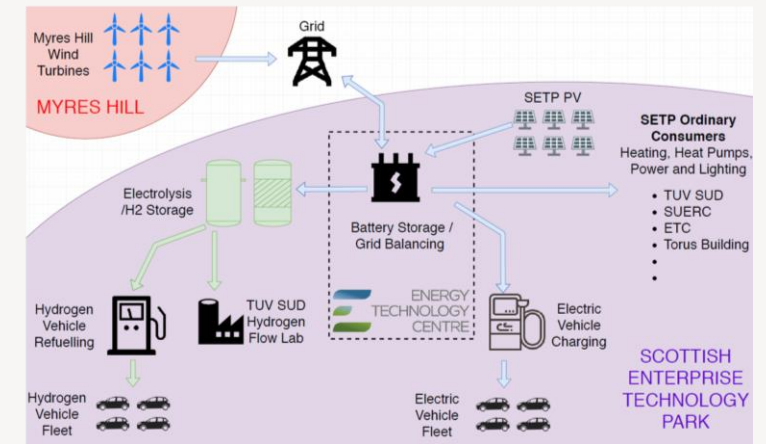 Myres Hill
Wind
Turbines
MYRES HILL
Grid
SETP PV
SETP Ordinary
Consumers
Heating, Heat Pumps,
Power and Lighting
• TUV SUD
• SUERC
• ETC
• Torus Building
•
•
Electrolysis
/H2 Storage
Battery Storage /
Grid Balancing
ENERGY
TECHNOLOGY
CENTRE
Hydrogen
Vehicle
Refuelling
TUV SUD
Hydrogen
Flow Lab
Electric
Vehicle
Charging
Hydrogen
Vehicle
Fleet
Electric
Vehicle
Fleet
SCOTTISH
ENTERPRISE
TECHNOLOGY
PARK